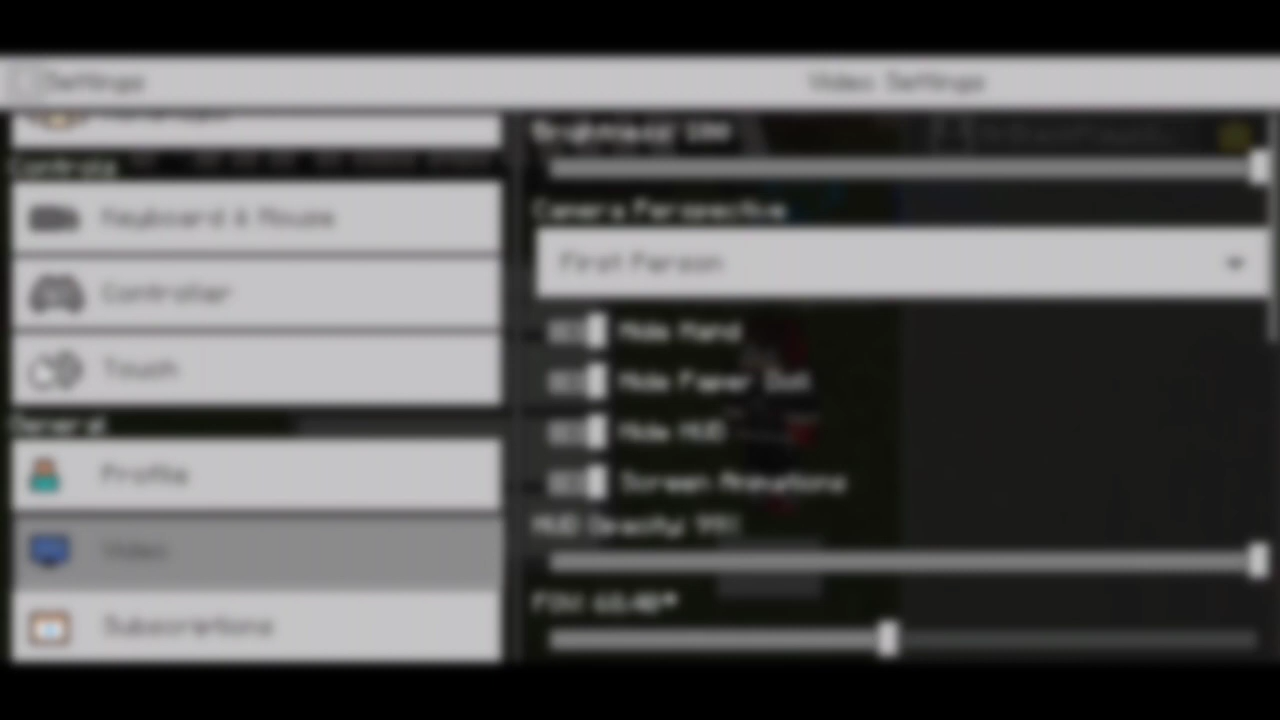 Settings
Video Settings
Controls
Keyboard & Mouse
Controller
Touch
General
Profile
Video
Subscriptions
Brightness: 100
Camera Perspective
First Person
Hide Hand
Hide Paper Doll
Hide HUD
Screen Animations
HUD Opacity:
FOV: